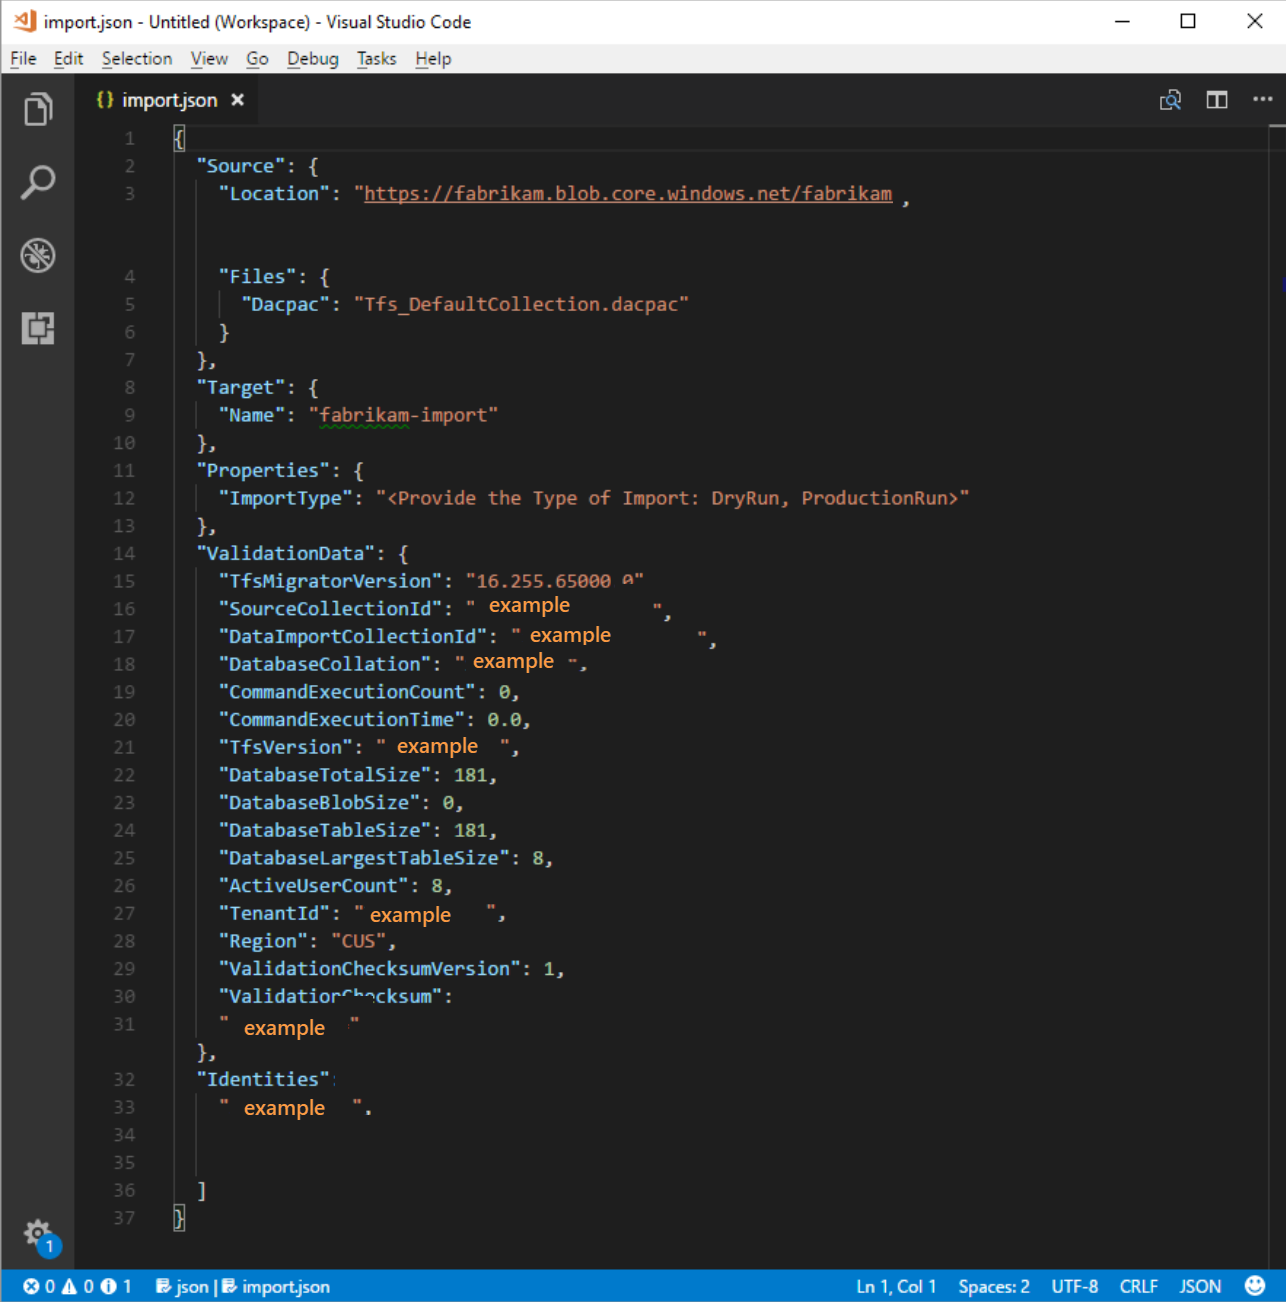 import.json - Untitled (Workspace) - Visual Studio Code
File Edit Selection View Go Debug Tasks Help
{} import.json ×
1 {
2 "Source": {
3 "Location": "https://fabrikam.blob.core.windows.net/fabrikam ,
4 "Files": {
5 "Dacpac": "Tfs_DefaultCollection.dacpac"
6 }
7 },
8 "Target": {
9 "Name": "fabrikam-import"
10 },
11 "Properties": {
12 "ImportType": "<Provide the Type of Import: DryRun, ProductionRun>"
13 },
14 "ValidationData": {
15 "TfsMigratorVersion": "16.255.65000 "
16 "SourceCollectionId": " example ",
17 "DataImportCollectionId": " example ",
18 "DatabaseCollation": " example ",
19 "CommandExecutionCount": 0,
20 "CommandExecutionTime": 0.0,
21 "TfsVersion": " example ",
22 "DatabaseTotalSize": 181,
23 "DatabaseBlobSize": 0,
24 "DatabaseTableSize": 181,
25 "DatabaseLargestTableSize": 8,
26 "ActiveUserCount": 8,
27 "TenantId": " example ",
28 "Region": "CUS",
29 "ValidationChecksumVersion": 1,
30 "ValidationChecksum":
31 " example "
},
32 "Identities":
33 " example ".
34
35
36 ]
37 }
1
0 0 1 json | import.json Ln 1, Col 1 Spaces: 2 UTF-8 CRLF JSON